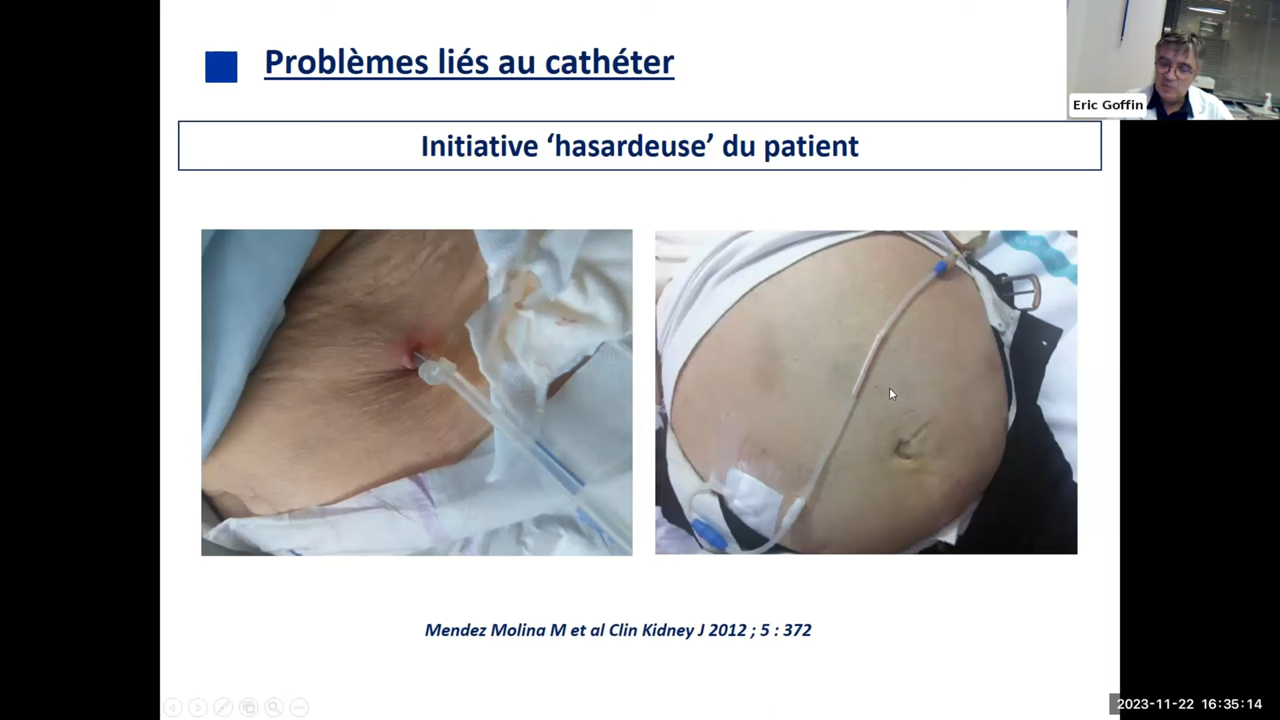 Problèmes liés au cathéter
Eric Goffin
Initiative ‘hasardeuse’ du patient
Mendez Molina M et al Clin Kidney J 2012 ; 5 : 372
2023-11-22 16:35:14